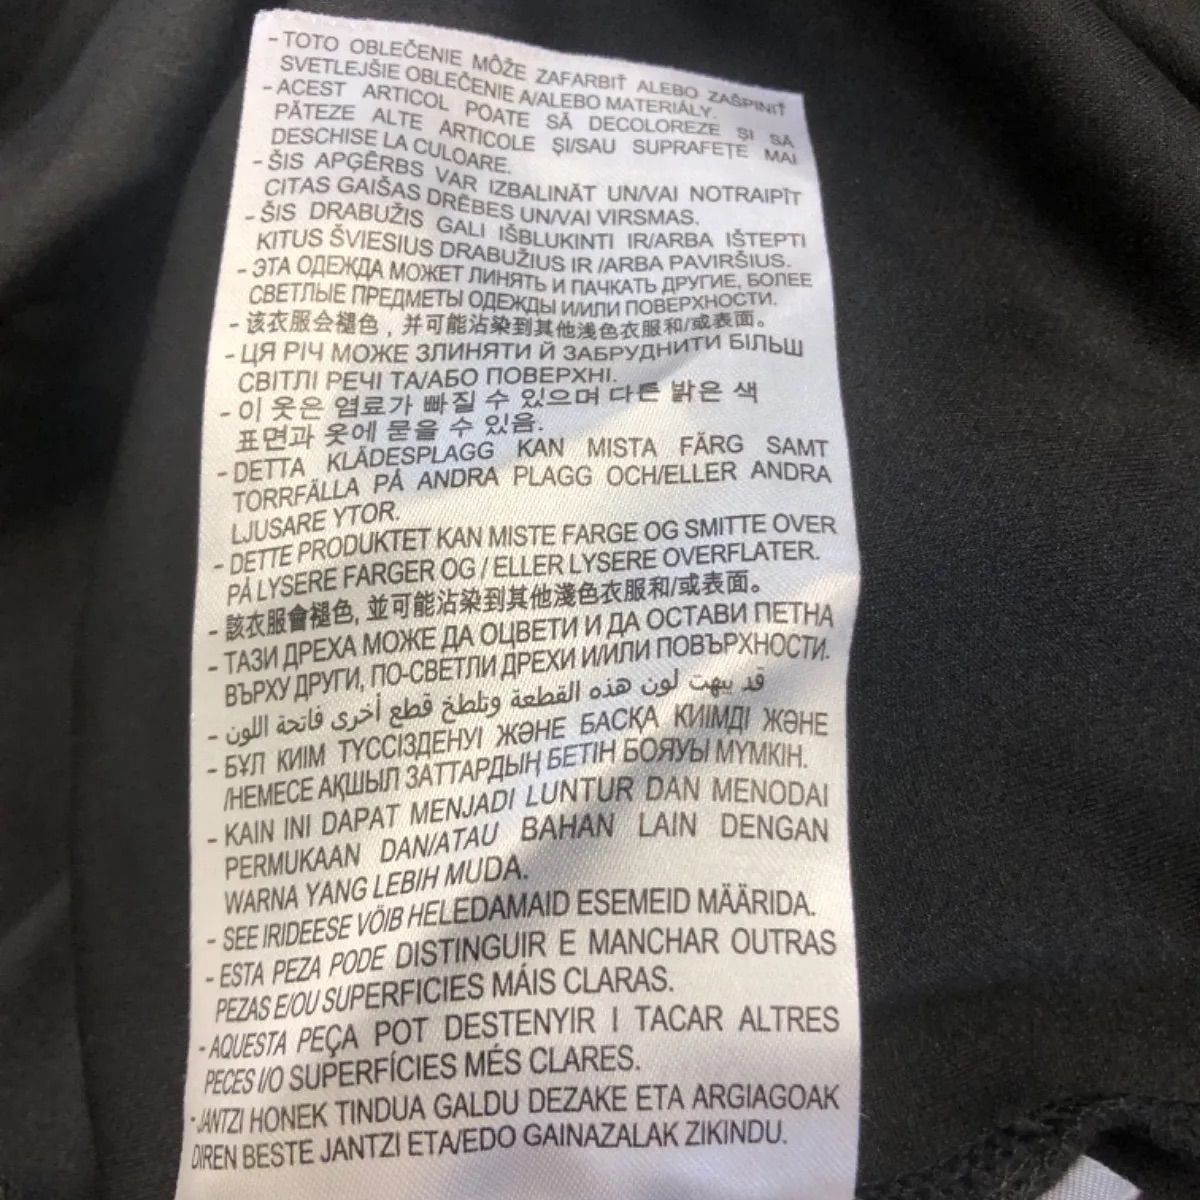 - TOTO OBLEČENIE MÔŽE ZAFARBIŤ ALEBO ZAŠPINIŤ
SVETLEJŠIE OBLEČENIE A/ALEBO MATERIÁLY.
- ACEST ARTICOL POATE SĂ DECOLOREZE ȘI SĂ
PĂTEZE ALTE ARTICOLE ȘI/SAU SUPRAFEȚE MAI
DESCHISE LA CULOARE.
- ŠIS APĢĒRBS VAR IZBALINĀT UN/VAI NOTRAIPĪT
CITAS GAIŠAS DRĒBES UN/VAI VIRSMAS.
- ŠIS DRABUŽIS GALI IŠBLUKINTI IR/ARBA IŠTEPTI
KITUS ŠVIESIUS DRABUŽIUS IR /ARBA PAVIRŠIUS.
- ЭТА ОДЕЖДА МОЖЕТ ЛИНЯТЬ И ПАЧКАТЬ ДРУГИЕ, БОЛЕЕ
СВЕТЛЫЕ ПРЕДМЕТЫ ОДЕЖДЫ И/ИЛИ ПОВЕРХНОСТИ.
- 该衣服会褪色，并可能沾染到其他浅色衣服和/或表面。
- ЦЯ РІЧ МОЖЕ ЗЛИНЯТИ Й ЗАБРУДНИТИ БІЛЬШ
СВІТЛІ РЕЧІ ТА/АБО ПОВЕРХНІ.
- 이 옷은 염료가 빠질 수 있으며 다른 밝은 색
표면과 옷에 묻을 수 있음.
- DETTA KLÄDESPLAGG KAN MISTA FÄRG SAMT
TORRFÄLLA PÅ ANDRA PLAGG OCH/ELLER ANDRA
LJUSARE YTOR.
- DETTE PRODUKTET KAN MISTE FARGE OG SMITTE OVER
PÅ LYSERE FARGER OG / ELLER LYSERE OVERFLATER.
- 該衣服會褪色, 並可能沾染到其他淺色衣服和/或表面。
- ТАЗИ ДРЕХА МОЖЕ ДА ОЦВЕТИ И ДА ОСТАВИ ПЕТНА
ВЪРХУ ДРУГИ, ПО-СВЕТЛИ ДРЕХИ И/ИЛИ ПОВЪРХНОСТИ.
- قد يبهت لون هذه القطعة وتلطخ قطع أخرى فاتحة اللون
- БҰЛ КИІМ ТҮССІЗДЕНУІ ЖӘНЕ БАСҚА КИІМДІ ЖӘНЕ
/НЕМЕСЕ АҚШЫЛ ЗАТТАРДЫҢ БЕТІН БОЯУЫ МҮМКІН.
- KAIN INI DAPAT MENJADI LUNTUR DAN MENODAI
PERMUKAAN DAN/ATAU BAHAN LAIN DENGAN
WARNA YANG LEBIH MUDA.
- SEE IRIDEESE VÕIB HELEDAMAID ESEMEID MÄÄRIDA.
- ESTA PEZA PODE DISTINGUIR E MANCHAR OUTRAS
PEZAS E/OU SUPERFICIES MÁIS CLARAS.
- AQUESTA PEÇA POT DESTENYIR I TACAR ALTRES
PECES I/O SUPERFÍCIES MÉS CLARES.
- JANTZI HONEK TINDUA GALDU DEZAKE ETA ARGIAGOAK
DIREN BESTE JANTZI ETA/EDO GAINAZALAK ZIKINDU.